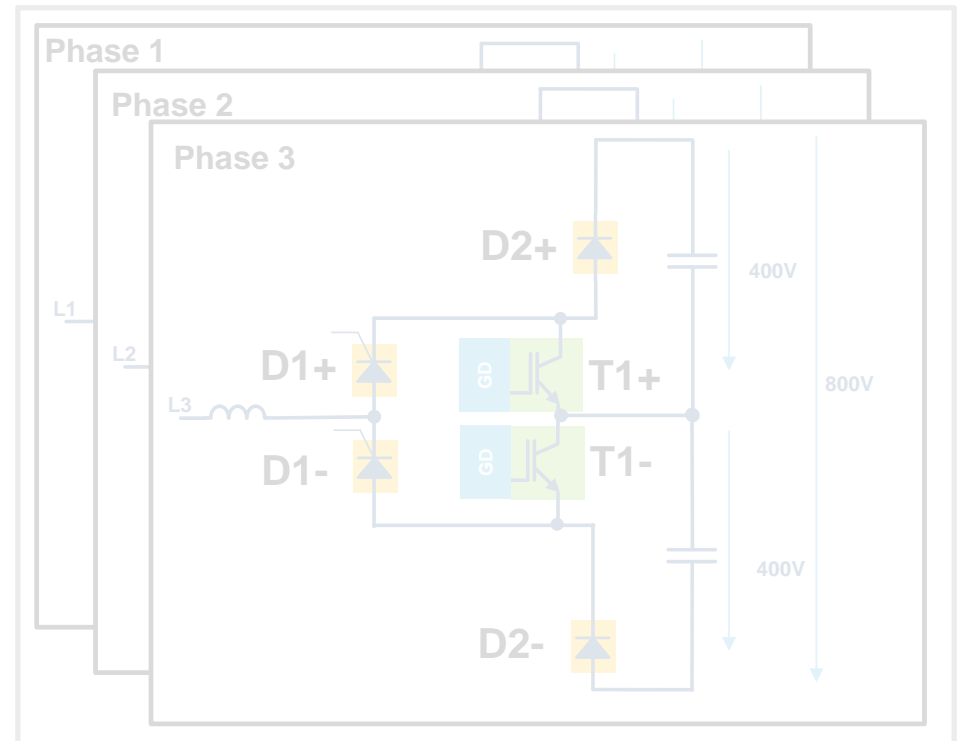 Phase 1
Phase 2
Phase 3
D2+
400V
L1
L2
D1+
GD
T1+
800V
L3
D1-
GD
T1-
400V
D2-